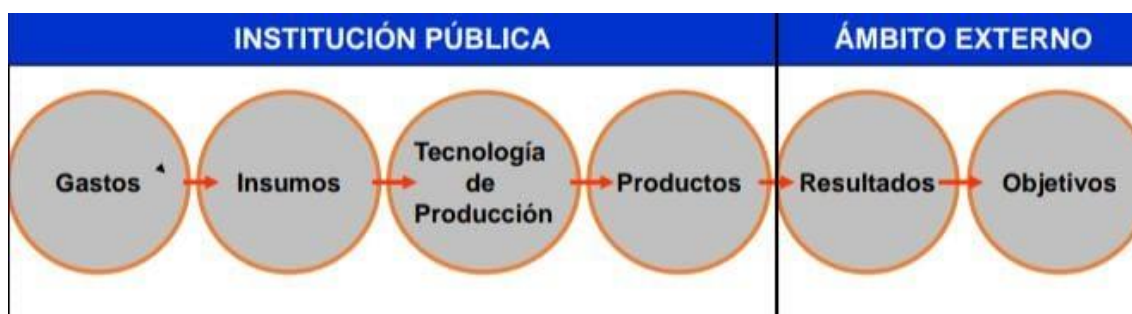 INSTITUCIÓN PÚBLICA
ÁMBITO EXTERNO
Gastos
Insumos
Tecnología
de
Producción
Productos
Resultados
Objetivos